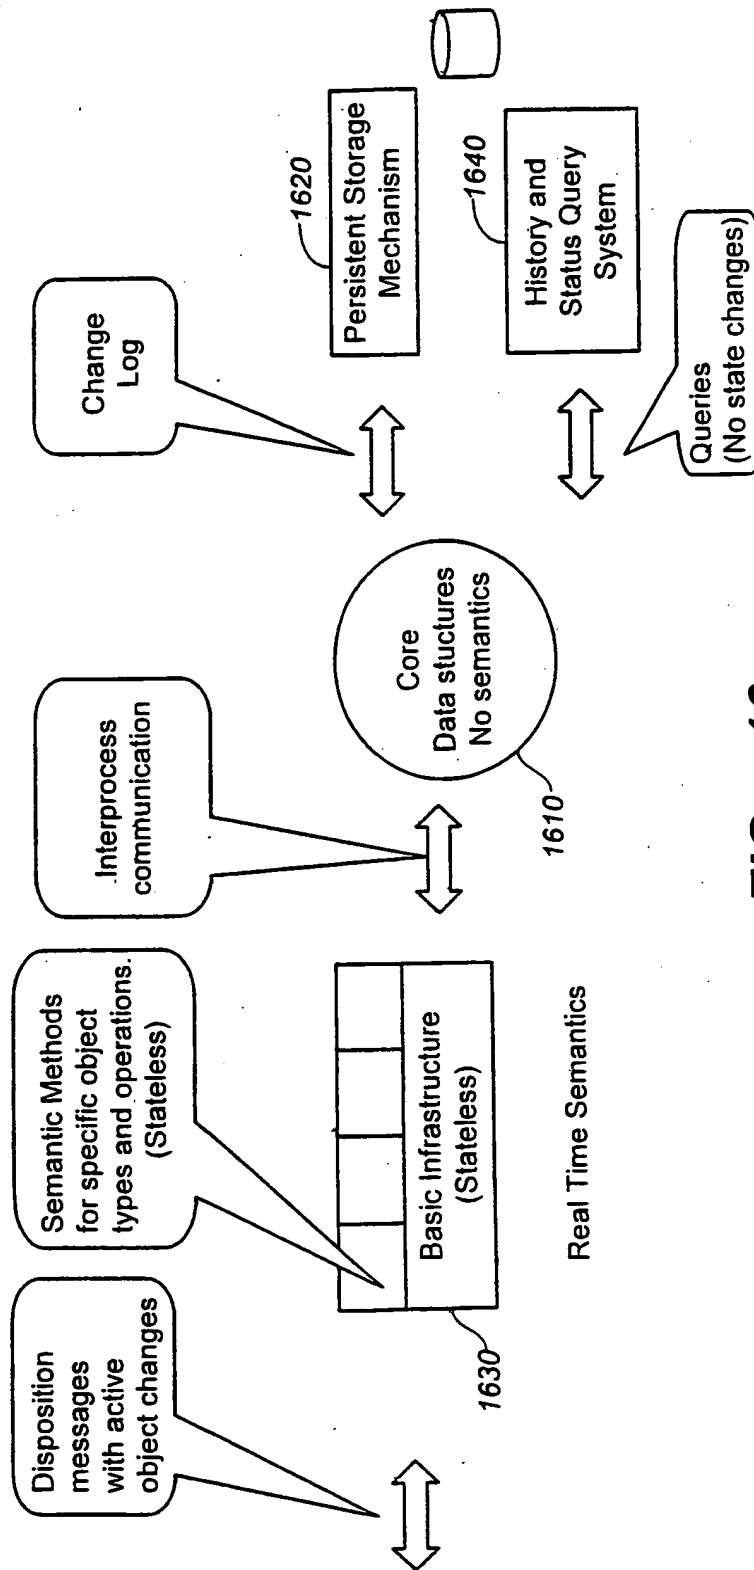 Disposition
messages
with active
object changes
Semantic Methods
for specific object
types and operations.
(Stateless)
Interprocess
communication
Change
Log
1630
Basic Infrastructure
(Stateless)
Real Time Semantics
Core
Data stuctures
No semantics
1610
1620
Persistent Storage
Mechanism
1640
History and
Status Query
System
Queries
(No state changes)